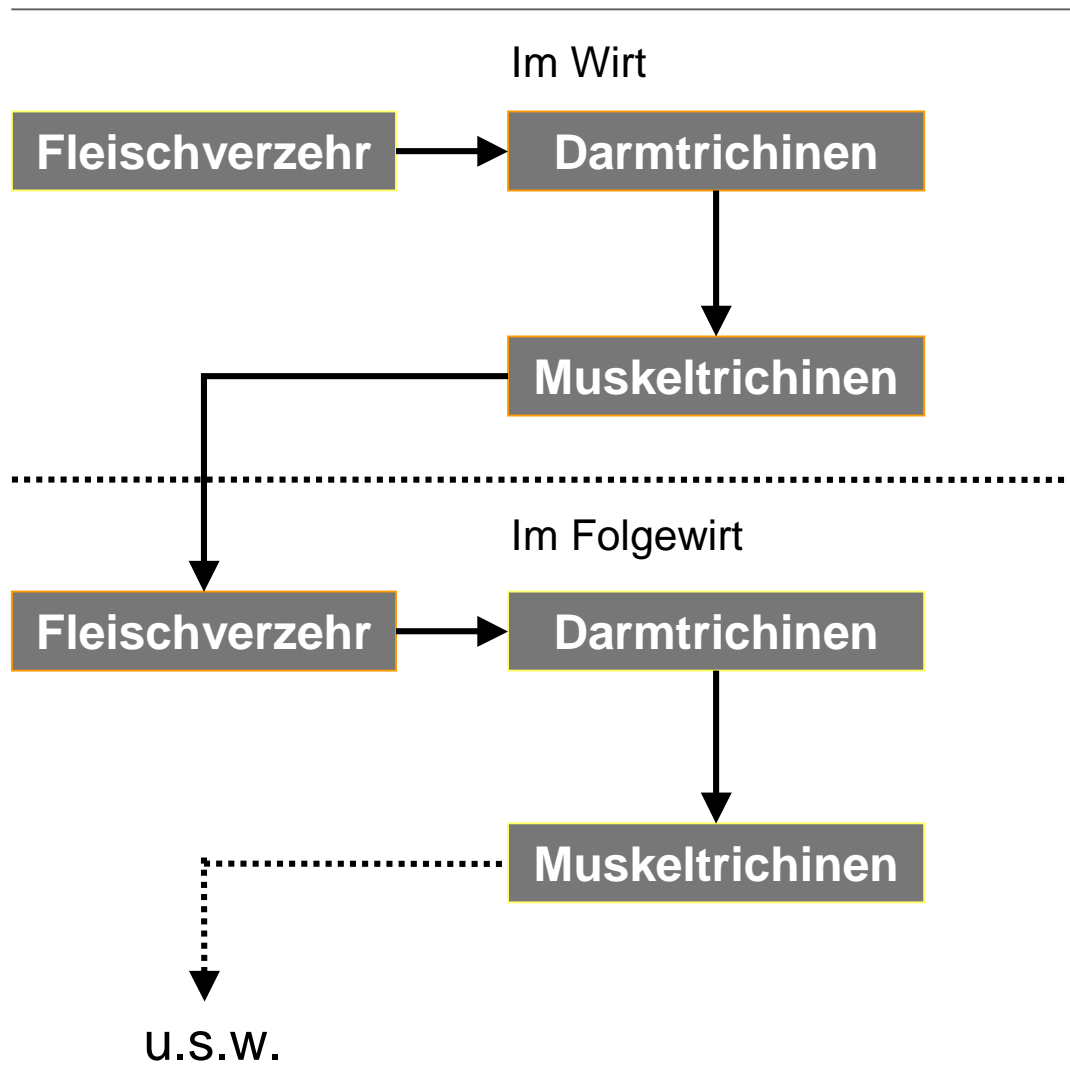 Im Wirt
Fleischverzehr
Darmtrichinen
Muskeltrichinen
Im Folgewirt
Fleischverzehr
Darmtrichinen
Muskeltrichinen
u.s.w.